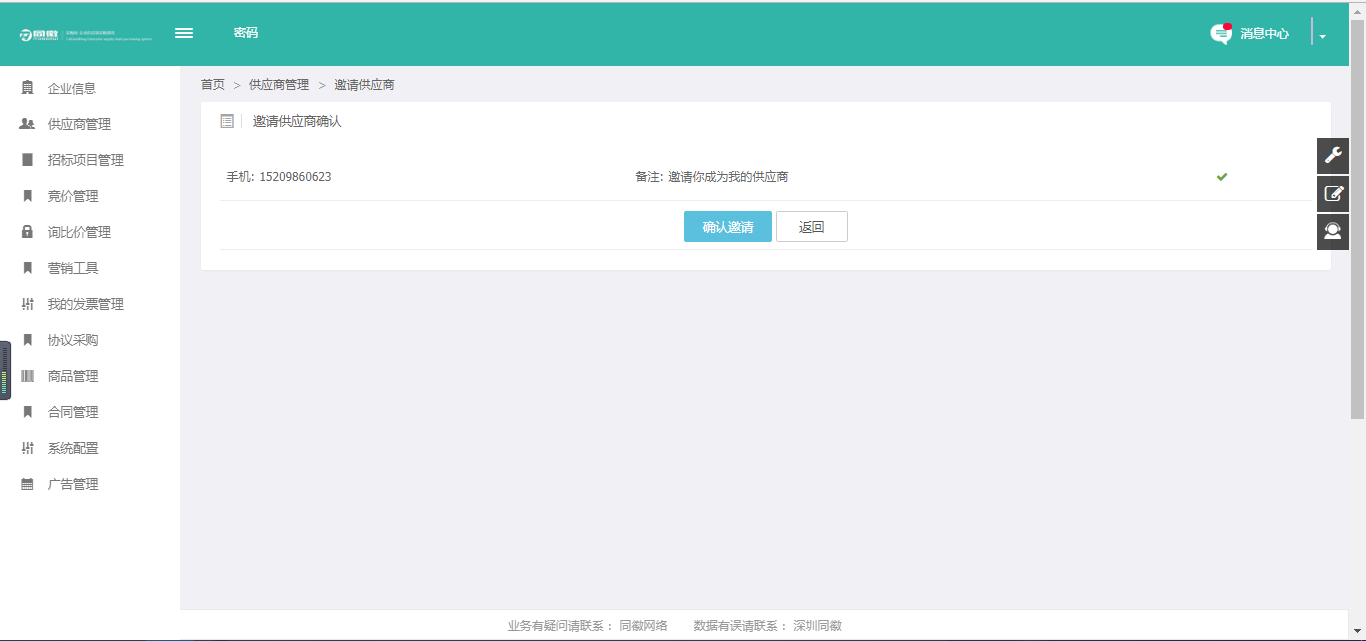 同徽
密码
消息中心
企业信息
供应商管理
招标项目管理
竞价管理
询比价管理
营销工具
我的发票管理
协议采购
商品管理
合同管理
系统配置
广告管理
首页 > 供应商管理 > 邀请供应商
邀请供应商确认
手机: 15209860623 备注: 邀请你成为我的供应商
确认邀请 返回
业务有疑问请联系： 同徽网络 数据有误请联系： 深圳同徽